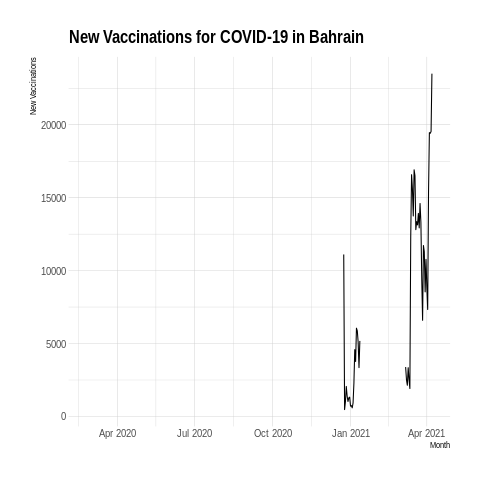 New Vaccinations for COVID-19 in Bahrain
New Vaccinations
20000
15000
10000
5000
0
Apr 2020 Jul 2020 Oct 2020 Jan 2021 Apr 2021
Month